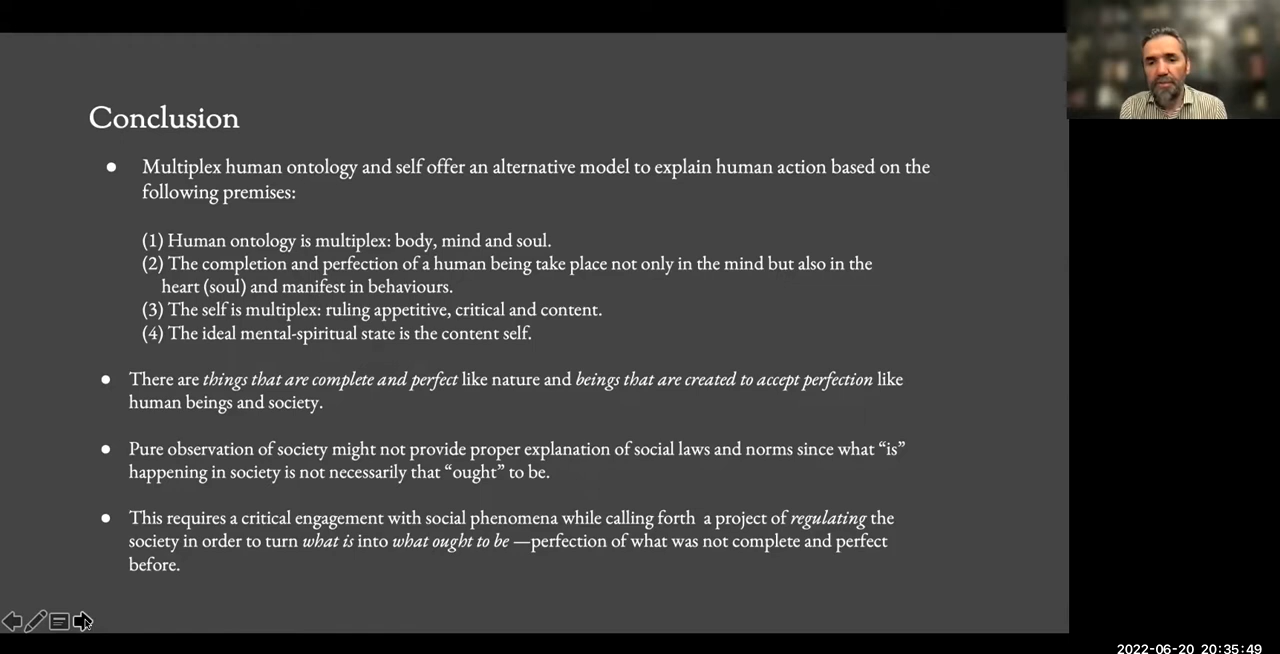 Conclusion
● Multiplex human ontology and self offer an alternative model to explain human action based on the
following premises:
(1) Human ontology is multiplex: body, mind and soul.
(2) The completion and perfection of a human being take place not only in the mind but also in the
heart (soul) and manifest in behaviours.
(3) The self is multiplex: ruling appetitive, critical and content.
(4) The ideal mental-spiritual state is the content self.
● There are things that are complete and perfect like nature and beings that are created to accept perfection like
human beings and society.
● Pure observation of society might not provide proper explanation of social laws and norms since what “is”
happening in society is not necessarily that “ought” to be.
● This requires a critical engagement with social phenomena while calling forth a project of regulating the
society in order to turn what is into what ought to be —perfection of what was not complete and perfect
before.
2022-06-20 20:35:49